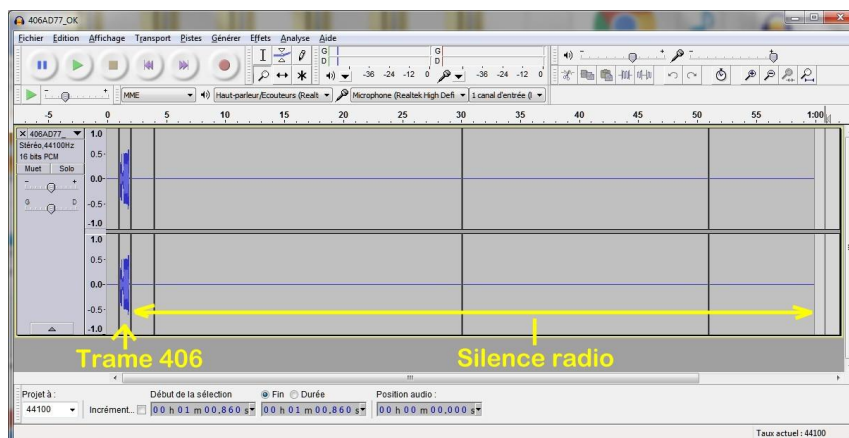 406AD77_OK
Fichier Edition Affichage Transport Pistes Générer Effets Analyse Aide
G
D
G
D
-36 -24 -12 0
-36 -24 -12 0
MME
Haut-parleur/Ecouteurs (Realt
Microphone (Realtek High Defi
1 canal d'entrée (I
-5 0 5 10 15 20 25 30 35 40 45 50 55 1:00
406AD77_
Stéréo,44100Hz
16 bits PCM
Muet Solo
- +
G D
1.0
0.5-
0.0-
-0.5-
-1.0
1.0
0.5-
0.0-
-0.5-
-1.0
Trame 406
Silence radio
Projet à : Début de la sélection Fin Durée Position audio :
44100 Incrément... 00 h 01 m 00,860 s 00 h 01 m 00,860 s 00 h 00 m 00,000 s
Taux actuel : 44100